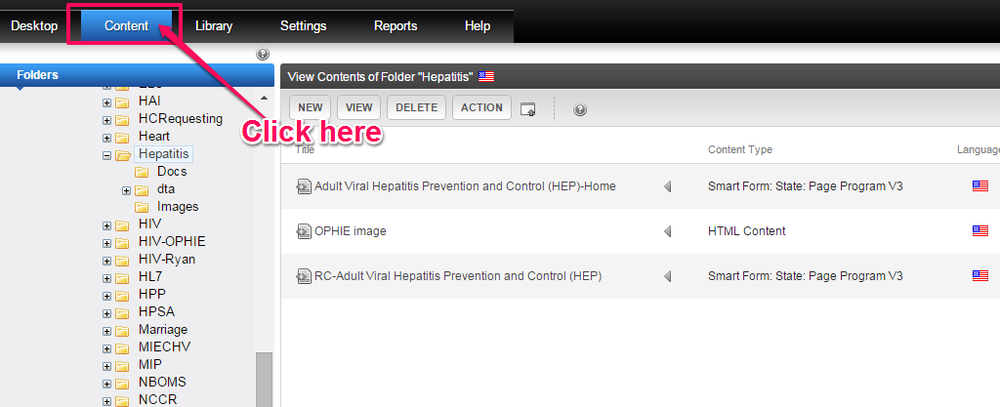 Desktop Content Library Settings Reports Help
Folders
View Contents of Folder "Hepatitis"
HAI
HCRequesting
Heart
Hepatitis
Docs
dta
Images
HIV
HIV-OPHIE
HIV-Ryan
HL7
HPP
HPSA
Marriage
MIECHV
MIP
NBOMS
NCCR
Click here
NEW VIEW DELETE ACTION
Title Content Type Language
Adult Viral Hepatitis Prevention and Control (HEP)-Home Smart Form: State: Page Program V3
OPHIE image HTML Content
RC-Adult Viral Hepatitis Prevention and Control (HEP) Smart Form: State: Page Program V3